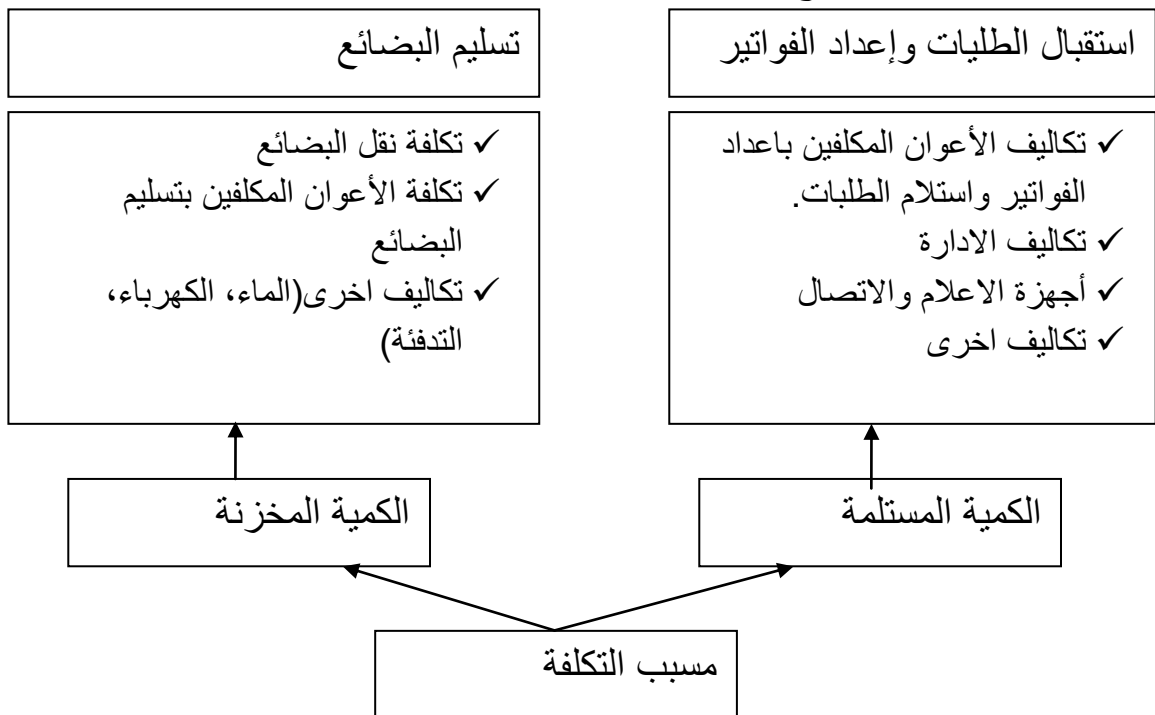 استقبال الطلبات وإعداد الفواتير
تسليم البضائع
✓ تكاليف الأعوان المكلفين باعداد
الفواتير واستلام الطلبات.
✓ تكاليف الادارة
✓ أجهزة الاعلام والاتصال
✓ تكاليف اخرى
✓ تكلفة نقل البضائع
✓ تكلفة الأعوان المكلفين بتسليم
البضائع
✓ تكاليف اخرى(الماء، الكهرباء،
التدفئة)
الكمية المستلمة
الكمية المخزنة
مسبب التكلفة